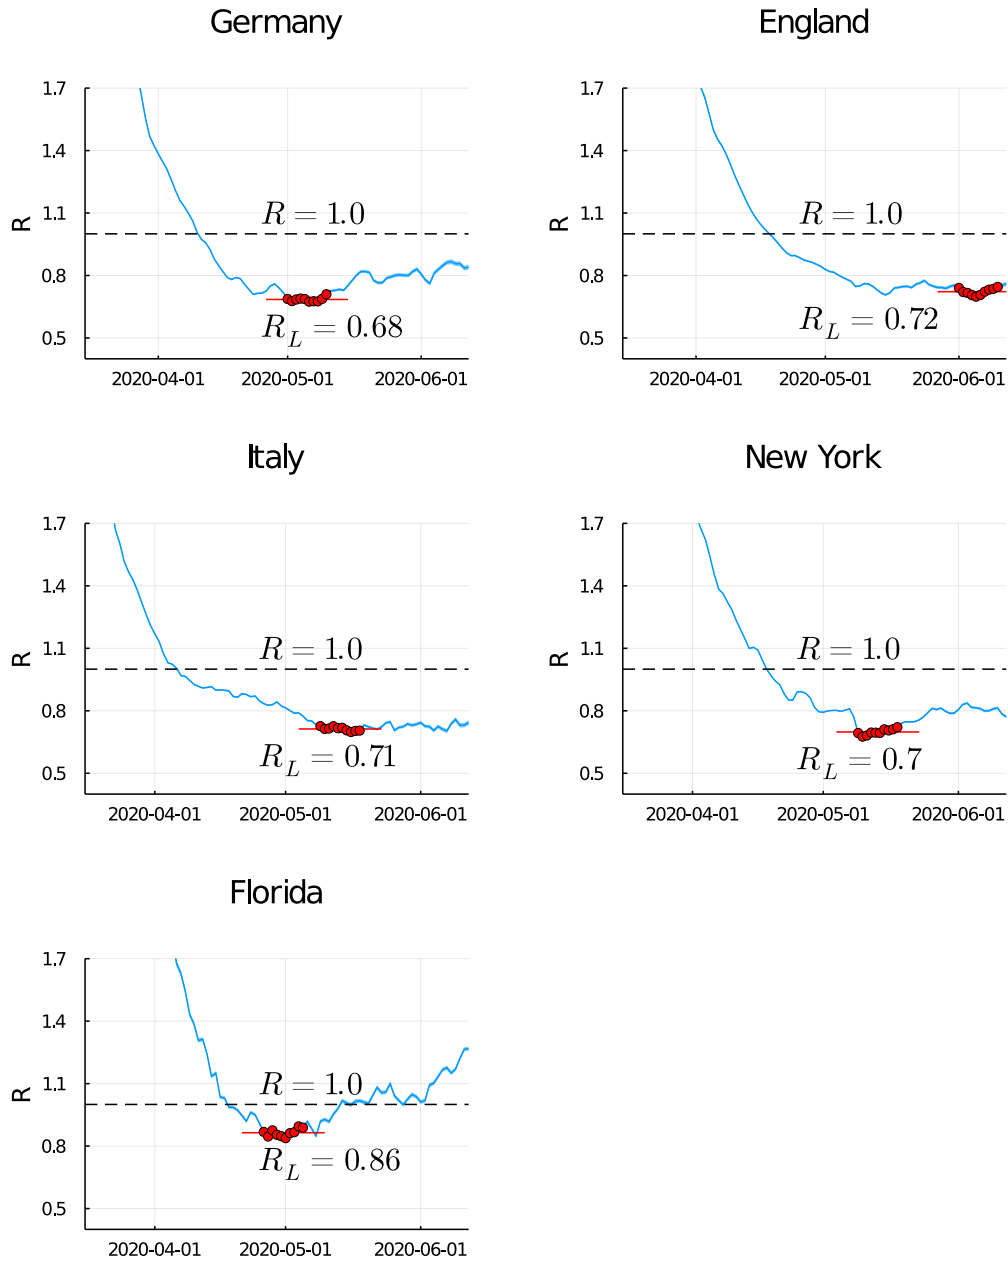 Germany
1.7
1.4
1.1
0.8
0.5
R
R = 1.0
R_L = 0.68
2020-04-01 2020-05-01 2020-06-01
England
1.7
1.4
1.1
0.8
0.5
R
R = 1.0
R_L = 0.72
2020-04-01 2020-05-01 2020-06-01
Italy
1.7
1.4
1.1
0.8
0.5
R
R = 1.0
R_L = 0.71
2020-04-01 2020-05-01 2020-06-01
New York
1.7
1.4
1.1
0.8
0.5
R
R = 1.0
R_L = 0.7
2020-04-01 2020-05-01 2020-06-01
Florida
1.7
1.4
1.1
0.8
0.5
R
R = 1.0
R_L = 0.86
2020-04-01 2020-05-01 2020-06-01